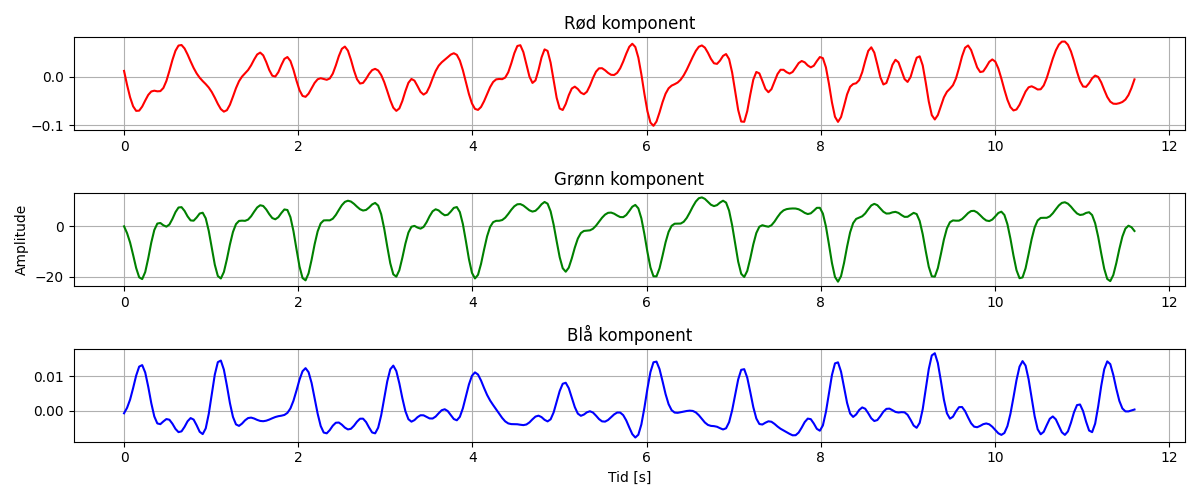 Rød komponent
0.0
−0.1
0 2 4 6 8 10 12
Grønn komponent
Amplitude
0
−20
0 2 4 6 8 10 12
Blå komponent
0.01
0.00
0 2 4 6 8 10 12
Tid [s]